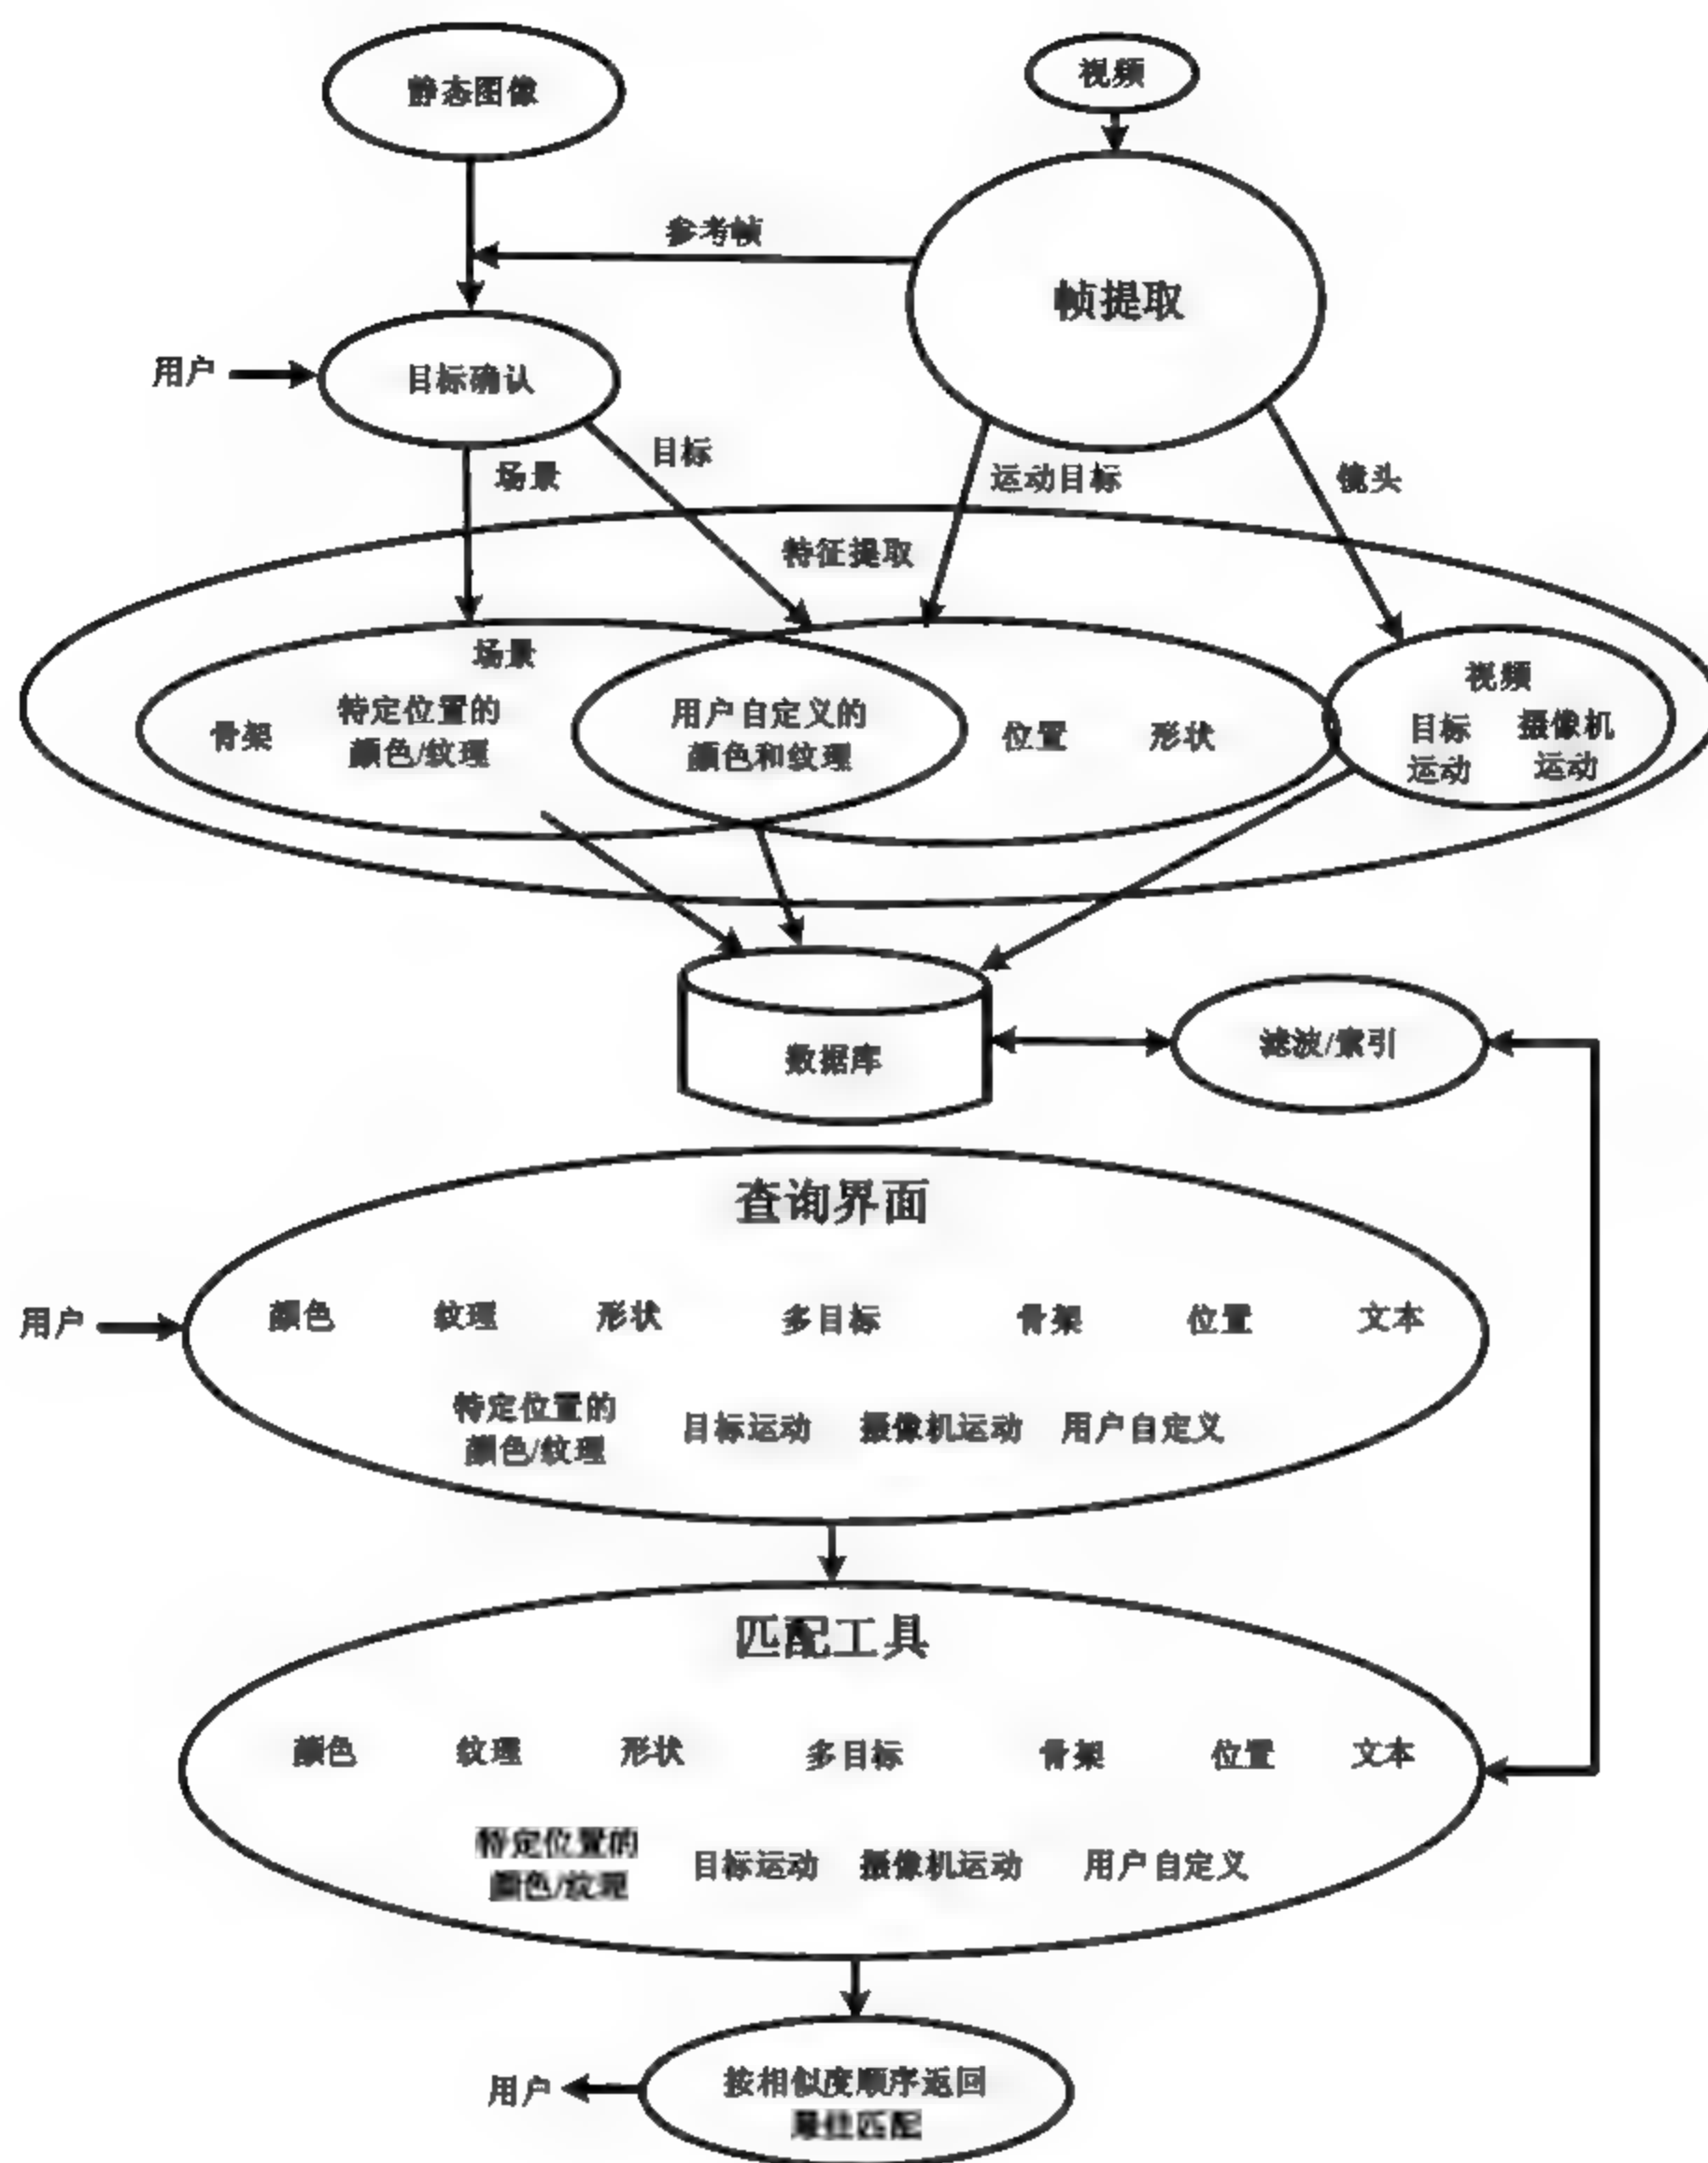 静态图像
视频
参考帧
帧提取
用户
目标确认
场景
目标
运动目标
镜头
特征提取
场景
骨架
特定位置的
颜色/纹理
用户自定义的
颜色和纹理
位置
形状
视频
目标
运动
摄像机
运动
数据库
滤波/索引
查询界面
用户
颜色 纹理 形状 多目标 骨架 位置 文本
特定位置的
颜色/纹理
目标运动 摄像机运动 用户自定义
匹配工具
颜色 纹理 形状 多目标 骨架 位置 文本
特定位置的
颜色/纹理
目标运动 摄像机运动 用户自定义
用户
按相似度顺序返回
最佳匹配